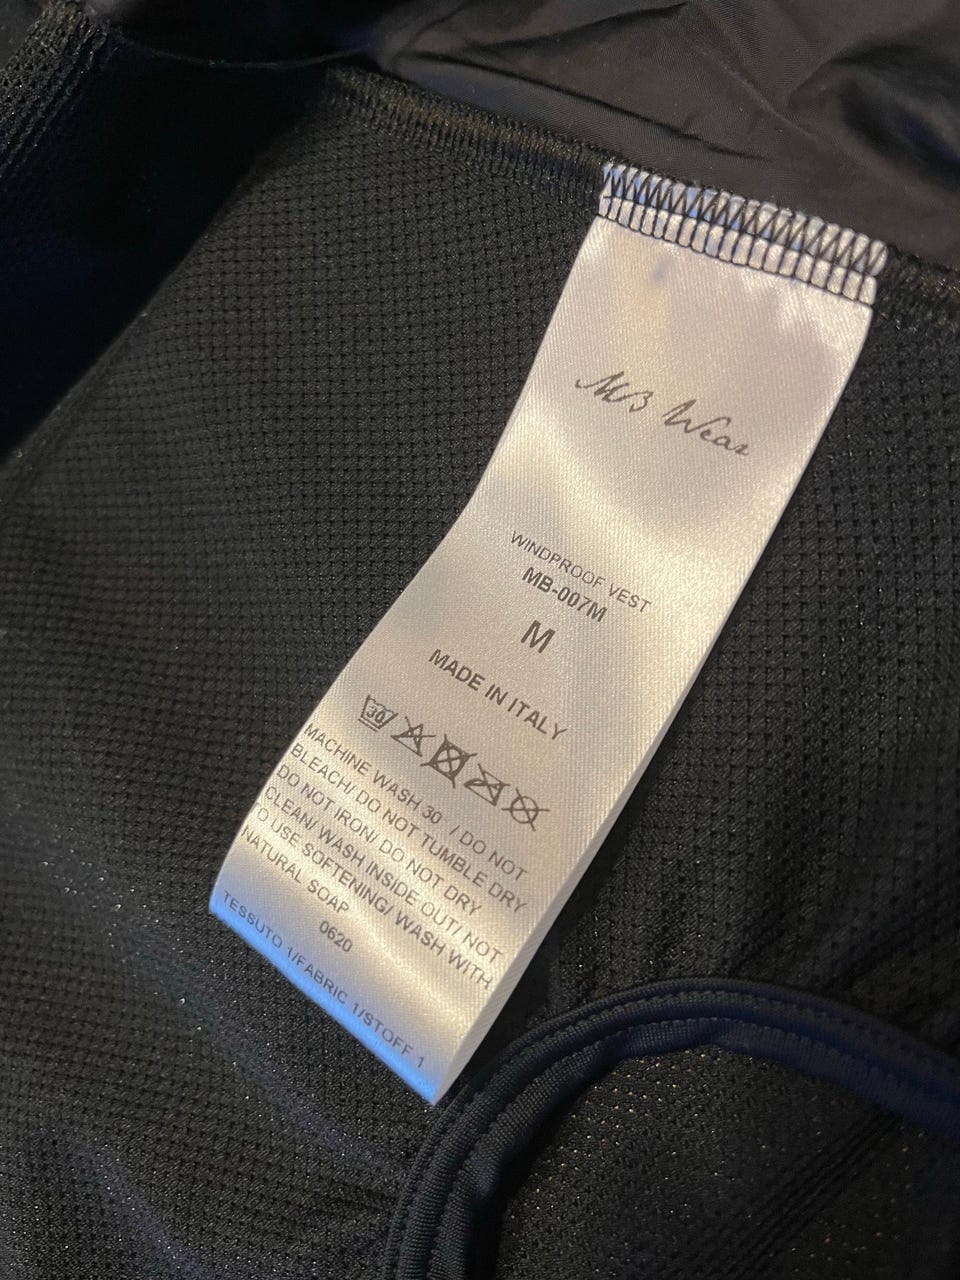 MB Wear
WINDPROOF VEST
MB-007M
M
MADE IN ITALY
30
MACHINE WASH 30 / DO NOT
BLEACH/ DO NOT TUMBLE DRY
DO NOT IRON/ DO NOT DRY
CLEAN/ WASH INSIDE OUT/ NOT
TO USE SOFTENING/ WASH WITH
NATURAL SOAP
0620
TESSUTO 1/FABRIC 1/STOFF 1